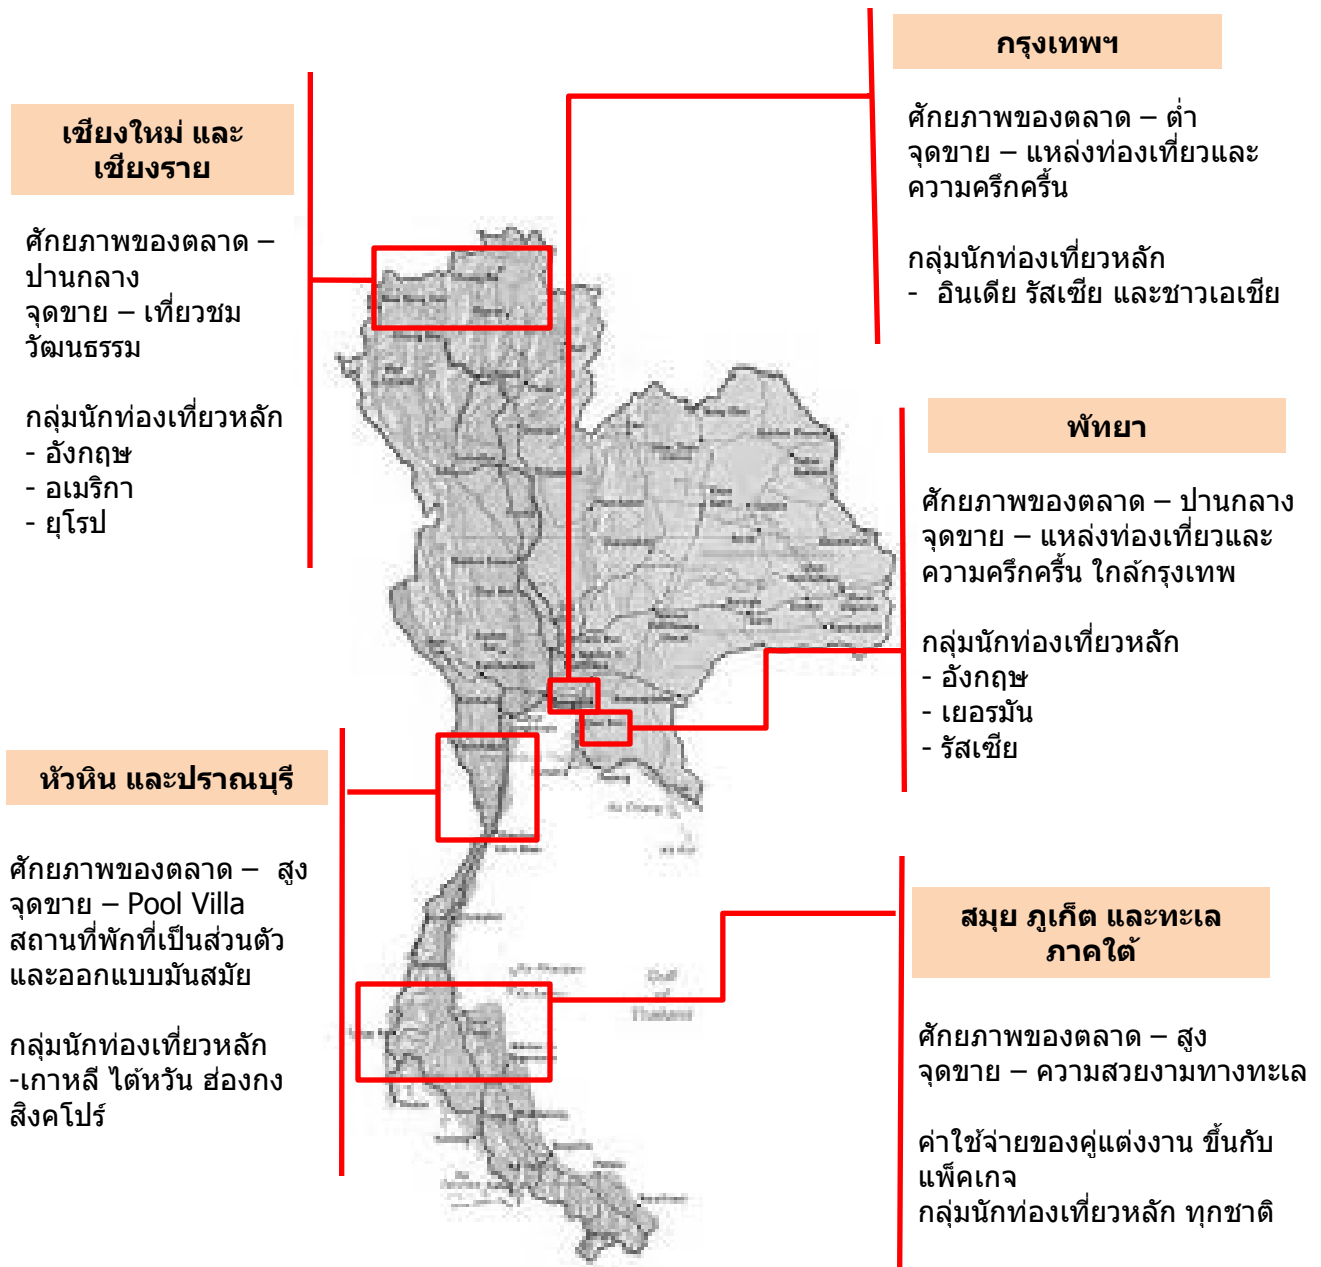 กรุงเทพฯ
ศักยภาพของตลาด – ต่ำ
จุดขาย – แหล่งท่องเที่ยวและ
ความครึกครื้น
กลุ่มนักท่องเที่ยวหลัก
- อินเดีย รัสเซีย และชาวเอเชีย
เชียงใหม่ และ
เชียงราย
ศักยภาพของตลาด –
ปานกลาง
จุดขาย – เที่ยวชม
วัฒนธรรม
กลุ่มนักท่องเที่ยวหลัก
- อังกฤษ
- อเมริกา
- ยุโรป
พัทยา
ศักยภาพของตลาด – ปานกลาง
จุดขาย – แหล่งท่องเที่ยวและ
ความครึกครื้น ใกล้กรุงเทพ
กลุ่มนักท่องเที่ยวหลัก
- อังกฤษ
- เยอรมัน
- รัสเซีย
หัวหิน และปราณบุรี
ศักยภาพของตลาด – สูง
จุดขาย – Pool Villa
สถานที่พักที่เป็นส่วนตัว
และออกแบบมันสมัย
กลุ่มนักท่องเที่ยวหลัก
-เกาหลี ไต้หวัน ฮ่องกง
สิงคโปร์
สมุย ภูเก็ต และทะเล
ภาคใต้
ศักยภาพของตลาด – สูง
จุดขาย – ความสวยงามทางทะเล
ค่าใช้จ่ายของคู่แต่งงาน ขึ้นกับ
แพ็คเกจ
กลุ่มนักท่องเที่ยวหลัก ทุกชาติ
Gulf
of
Thailand